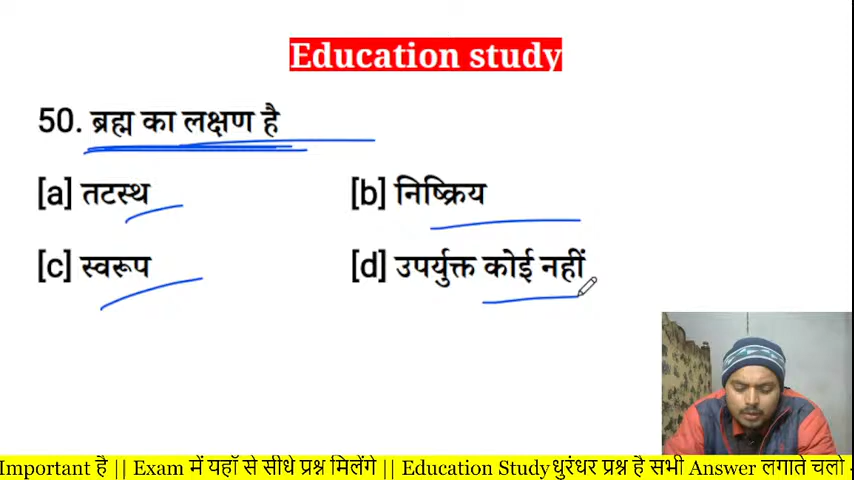 Education study
50. ब्रह्म का लक्षण है
[a] तटस्थ [b] निष्क्रिय
[c] स्वरूप [d] उपर्युक्त कोई नहीं
Important है || Exam में यहाँ से सीधे प्रश्न मिलेंगे || Education Studyधुरंधर प्रश्न है सभी Answer लगाते चलो